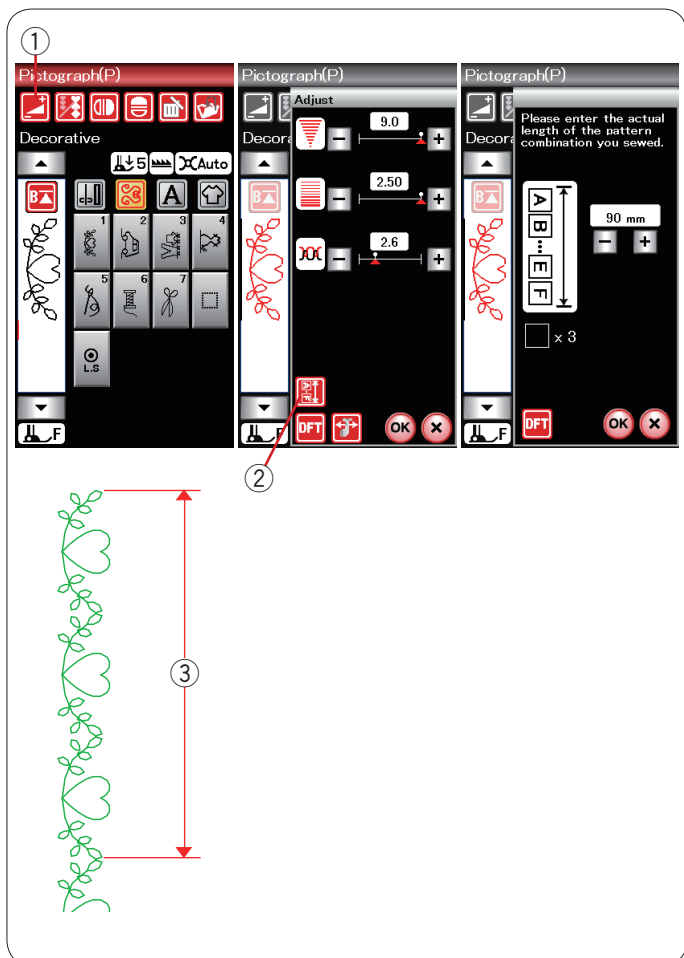 1
Pictograph(P)
Decorative
5
Auto
B
A
1
2
3
4
5
6
7
L.S
F
Pictograph(P)
Adjust
Decora
B
9.0
2.50
2.6
A~F
DFT
OK
F
2
Pictograph(P)
Please enter the actual
length of the pattern
combination you sewed.
Decora
B
A
B
E
F
90 mm
x 3
DFT
OK
F
3